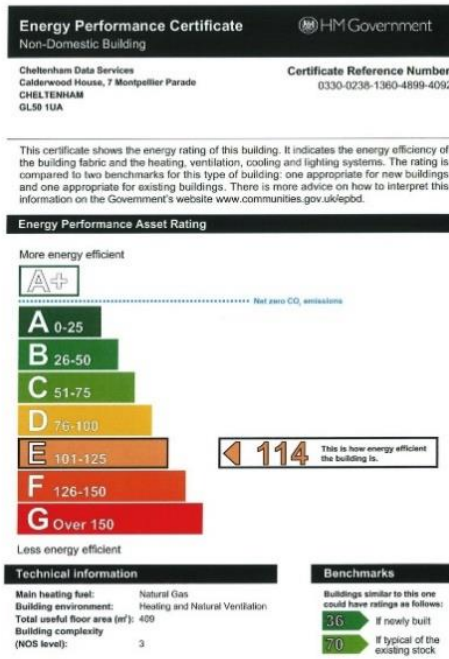 Energy Performance Certificate
HM Government
Non-Domestic Building
Cheltenham Data Services
Calderwood House, 7 Montpellier Parade
CHELTENHAM
GL50 1UA
Certificate Reference Number
0330-0238-1360-4899-4092
This certificate shows the energy rating of this building. It indicates the energy efficiency of
the building fabric and the heating, ventilation, cooling and lighting systems. The rating is
compared to two benchmarks for this type of building: one appropriate for new buildings
and one appropriate for existing buildings. There is more advice on how to interpret this
information on the Government's website www.communities.gov.uk/epbd.
Energy Performance Asset Rating
More energy efficient
A+
Net zero CO₂ emissions
A 0-25
B 26-50
C 51-75
D 76-100
E 101-125
114 This is how energy efficient
the building is.
F 126-150
G Over 150
Less energy efficient
Technical information
Main heating fuel: Natural Gas
Building environment: Heating and Natural Ventilation
Total useful floor area (m²): 409
Building complexity
(NOS level): 3
Benchmarks
Buildings similar to this one
could have ratings as follows:
36 If newly built
70 If typical of the
existing stock